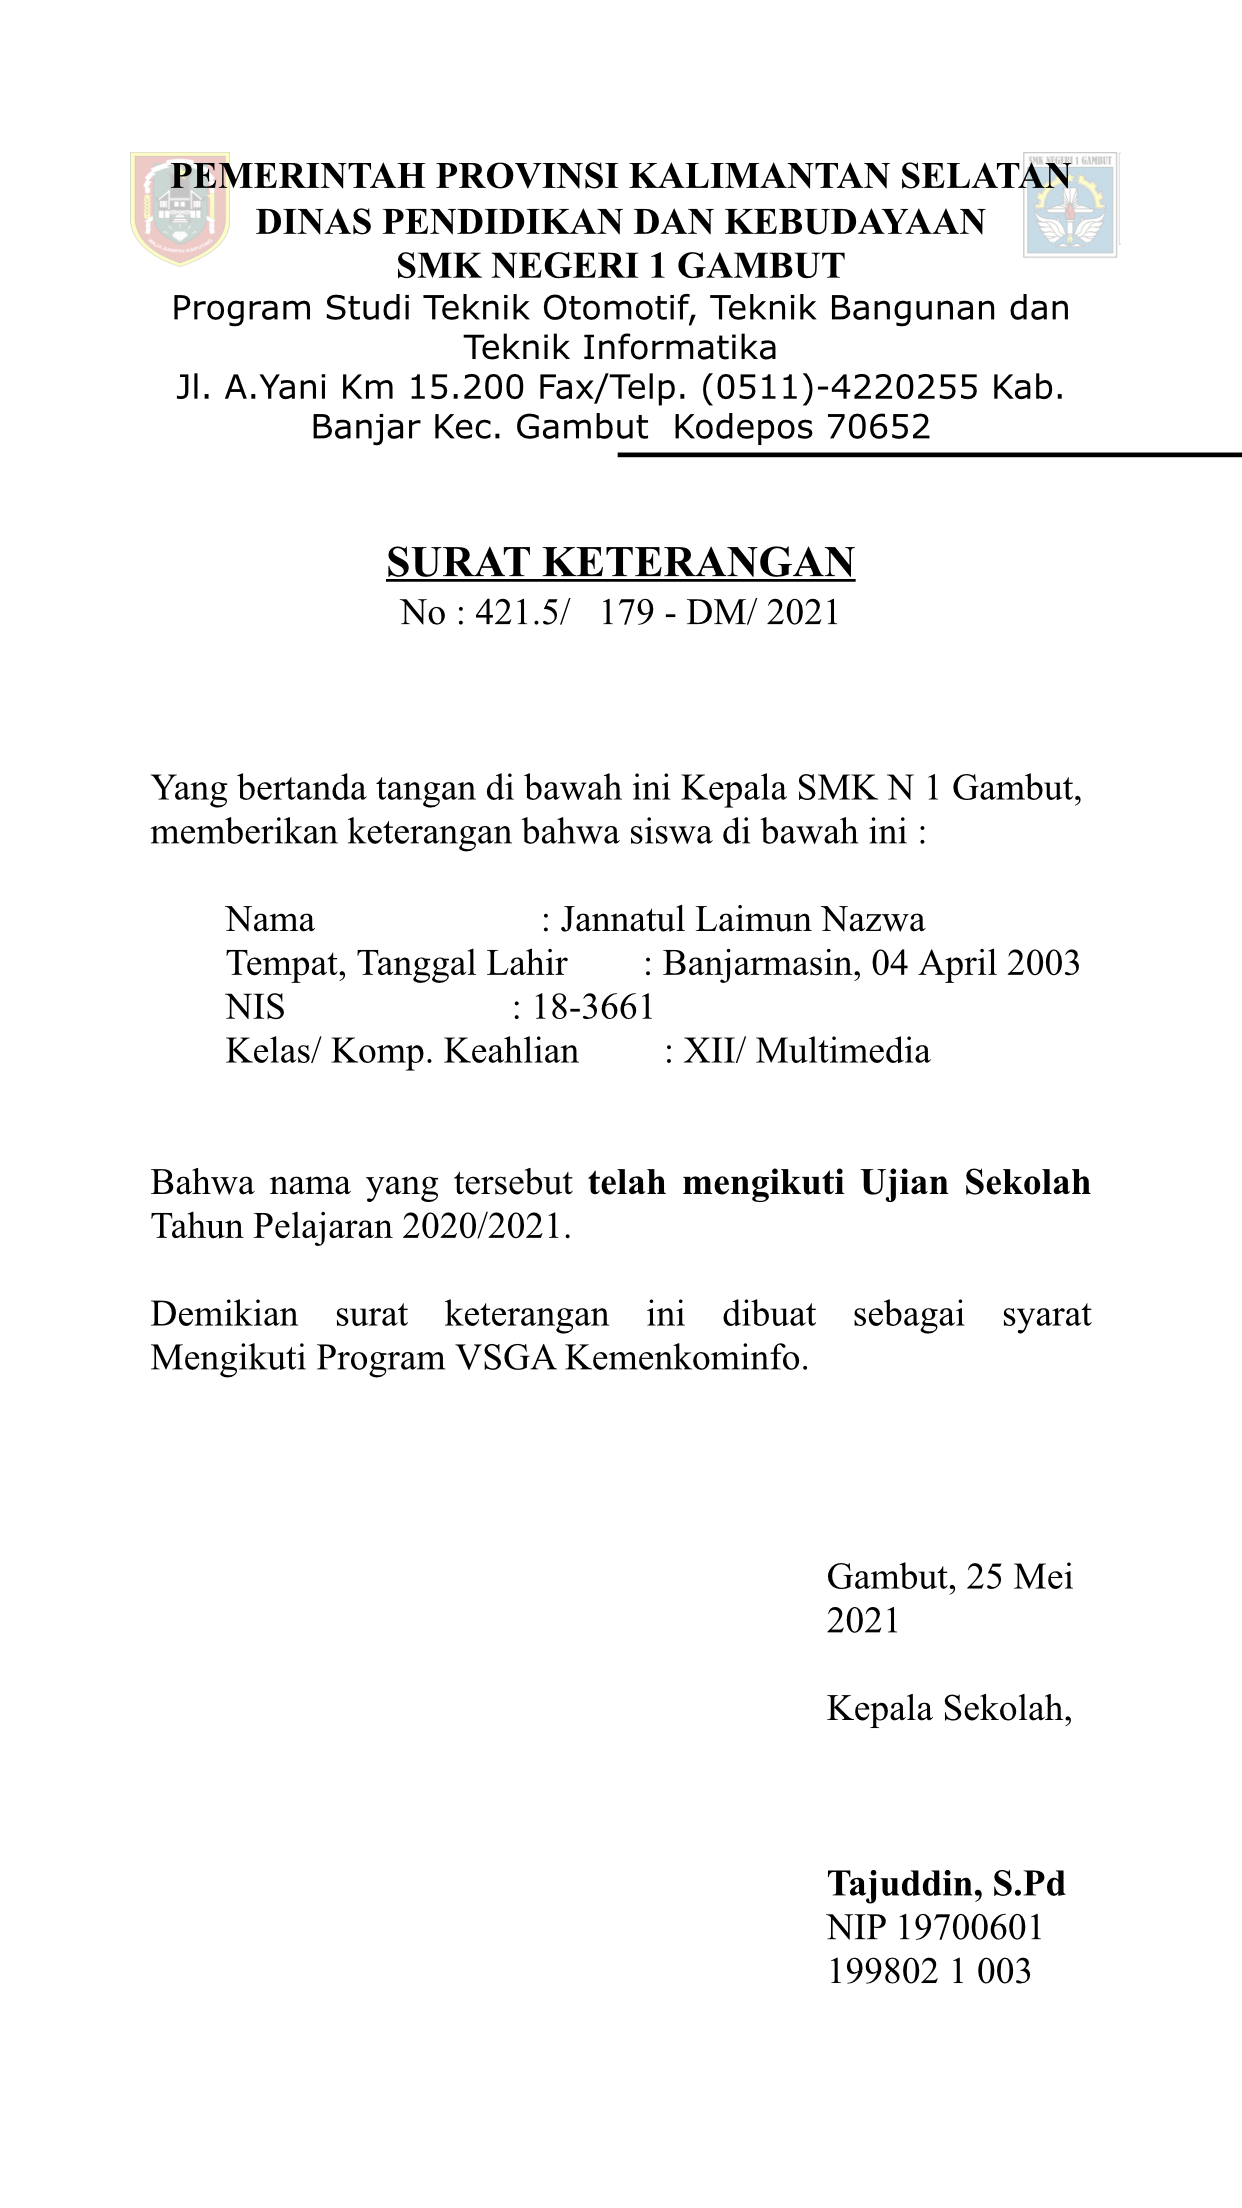 PEMERINTAH PROVINSI KALIMANTAN SELATAN
DINAS PENDIDIKAN DAN KEBUDAYAAN
SMK NEGERI 1 GAMBUT
SMK NEGERI 1 GAMBUT
Program Studi Teknik Otomotif, Teknik Bangunan dan
Teknik Informatika
Jl. A.Yani Km 15.200 Fax/Telp. (0511)-4220255 Kab.
Banjar Kec. Gambut Kodepos 70652
SURAT KETERANGAN
No : 421.5/ 179 - DM/ 2021
Yang bertanda tangan di bawah ini Kepala SMK N 1 Gambut,
memberikan keterangan bahwa siswa di bawah ini :
Nama : Jannatul Laimun Nazwa
Tempat, Tanggal Lahir : Banjarmasin, 04 April 2003
NIS : 18-3661
Kelas/ Komp. Keahlian : XII/ Multimedia
Bahwa nama yang tersebut telah mengikuti Ujian Sekolah
Tahun Pelajaran 2020/2021.
Demikian surat keterangan ini dibuat sebagai syarat
Mengikuti Program VSGA Kemenkominfo.
Gambut, 25 Mei
2021
Kepala Sekolah,
Tajuddin, S.Pd
NIP 19700601
199802 1 003